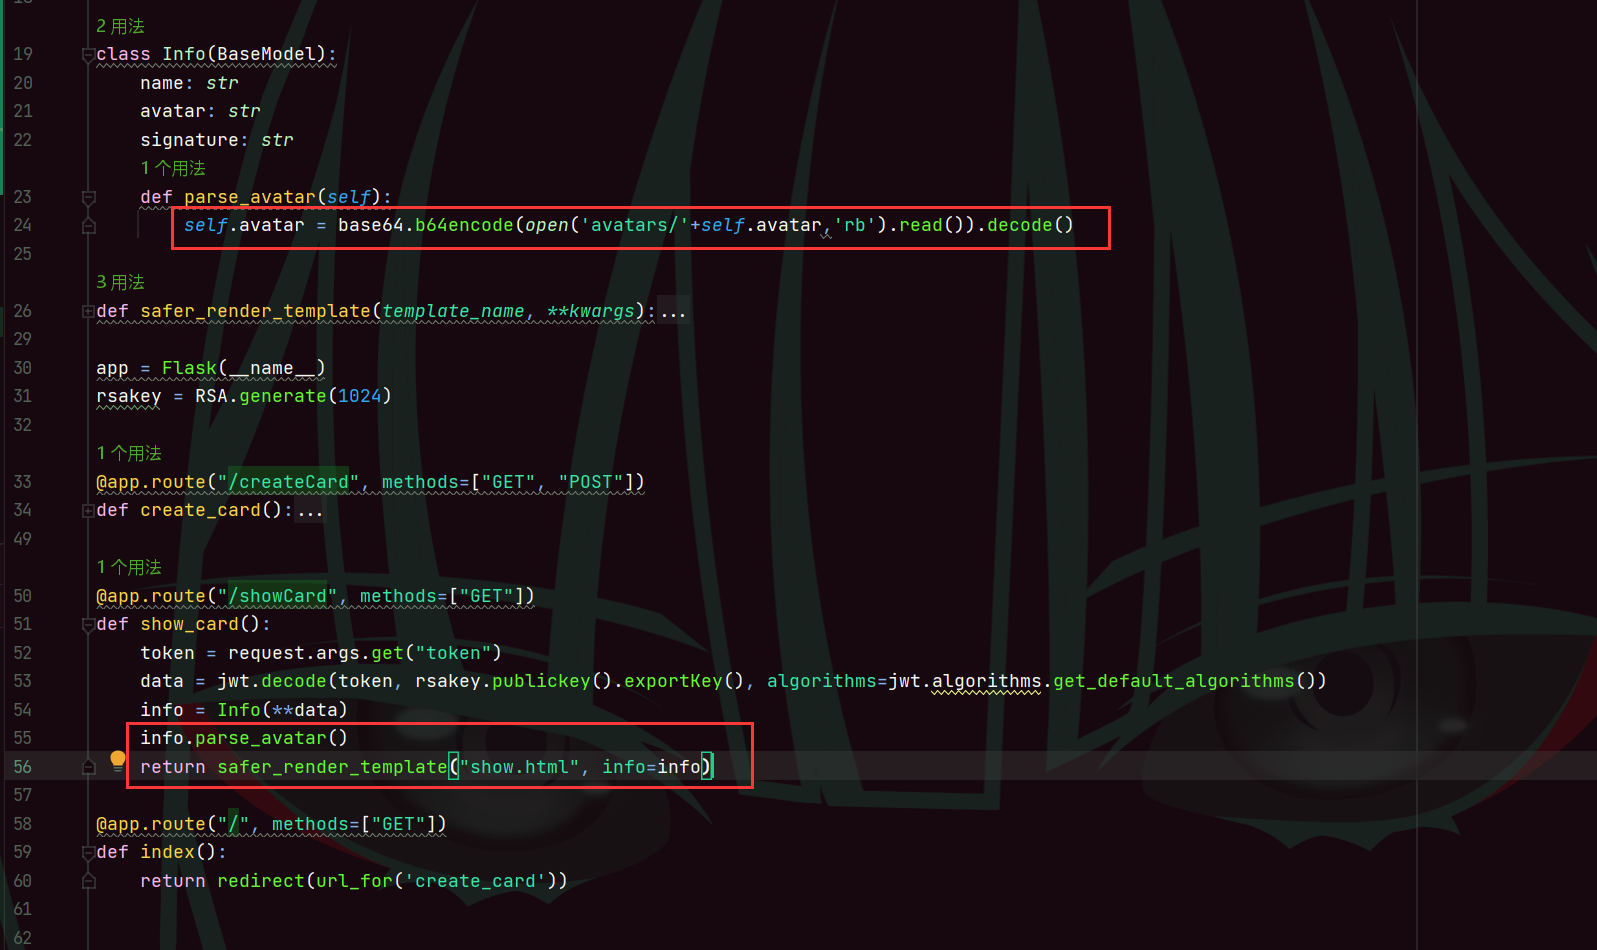 2 用法
19 class Info(BaseModel):
20 name: str
21 avatar: str
22 signature: str
1 个用法
23 def parse_avatar(self):
24 self.avatar = base64.b64encode(open('avatars/'+self.avatar,'rb').read()).decode()
25
3 用法
26 def safer_render_template(template_name, **kwargs):...
29
30 app = Flask(__name__)
31 rsakey = RSA.generate(1024)
32
1 个用法
33 @app.route("/createCard", methods=["GET", "POST"])
34 def create_card():...
49
1 个用法
50 @app.route("/showCard", methods=["GET"])
51 def show_card():
52 token = request.args.get("token")
53 data = jwt.decode(token, rsakey.publickey().exportKey(), algorithms=jwt.algorithms.get_default_algorithms())
54 info = Info(**data)
55 info.parse_avatar()
56 return safer_render_template("show.html", info=info)
57
58 @app.route("/", methods=["GET"])
59 def index():
60 return redirect(url_for('create_card'))
61
62